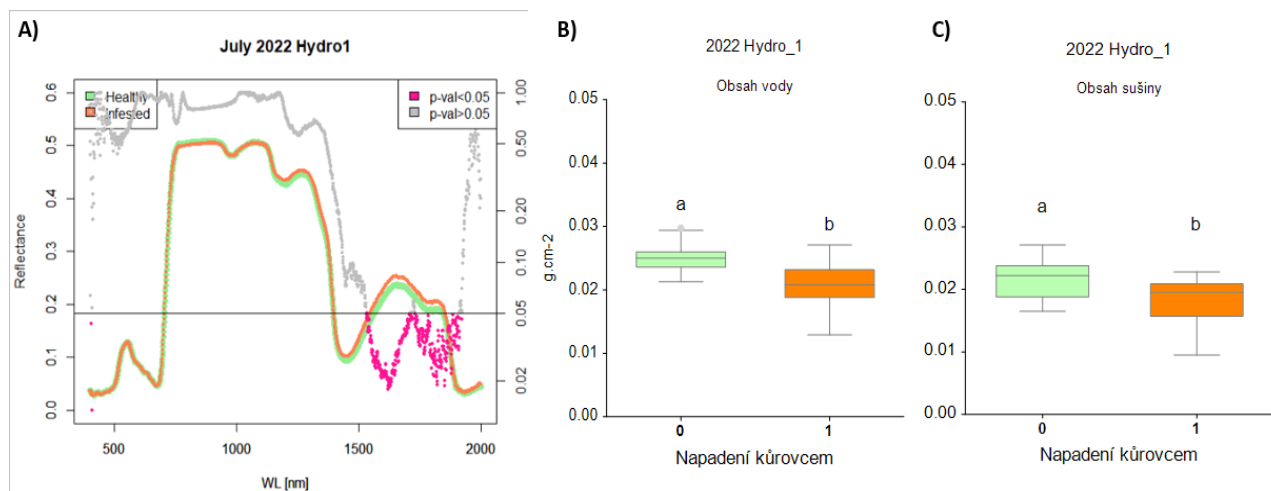 A)
July 2022 Hydro1
Healthy
Infested
p-val<0.05
p-val>0.05
Reflectance
0.6
0.5
0.4
0.3
0.2
0.1
0.0
1.00
0.50
0.20
0.10
0.05
0.02
500
1000
1500
2000
WL [nm]
B)
2022 Hydro_1
Obsah vody
g.cm-2
0.05
0.04
0.03
0.02
0.01
0.00
a
b
0
1
Napadení kůrovcem
C)
2022 Hydro_1
Obsah sušiny
0.05
0.04
0.03
0.02
0.01
0.00
a
b
0
1
Napadení kůrovcem